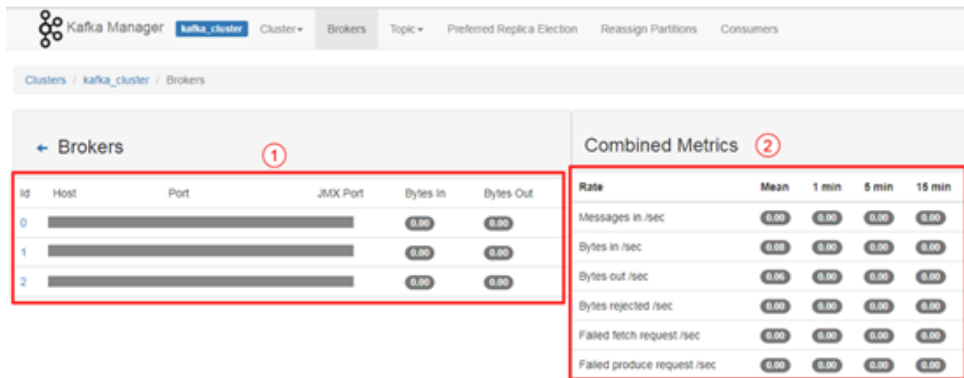 Kafka Manager kafka_cluster Cluster Brokers Topic Preferred Replica Election Reassign Partitions Consumers
Clusters / kafka_cluster / Brokers
← Brokers
1
Id Host Port JMX Port Bytes In Bytes Out
0 0.00 0.00
1 0.00 0.00
2 0.00 0.00
Combined Metrics 2
Rate Mean 1 min 5 min 15 min
Messages in /sec 0.00 0.00 0.00 0.00
Bytes in /sec 0.08 0.00 0.00 0.00
Bytes out /sec 0.06 0.00 0.00 0.00
Bytes rejected /sec 0.00 0.00 0.00 0.00
Failed fetch request /sec 0.00 0.00 0.00 0.00
Failed produce request /sec 0.00 0.00 0.00 0.00